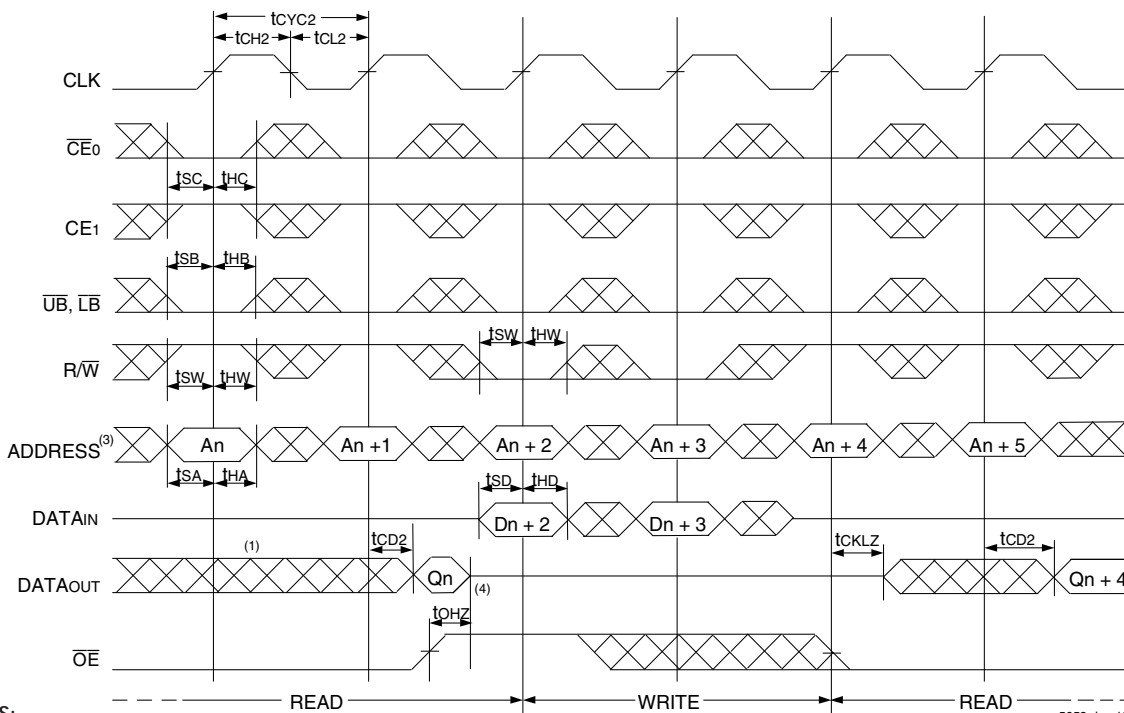 tCYC2
tCH2 tCL2
CLK
CE0
tSC tHC
CE1
tSB tHB
UB, LB
tSW tHW
R/W
tSW tHW
ADDRESS(3) An An +1 An + 2 An + 3 An + 4 An + 5
tSA tHA
tSD tHD
DATAIN Dn + 2 Dn + 3
(1) tCD2 tCKLZ tCD2
DATAOUT Qn (4) Qn + 4
tOHZ
OE
READ WRITE READ